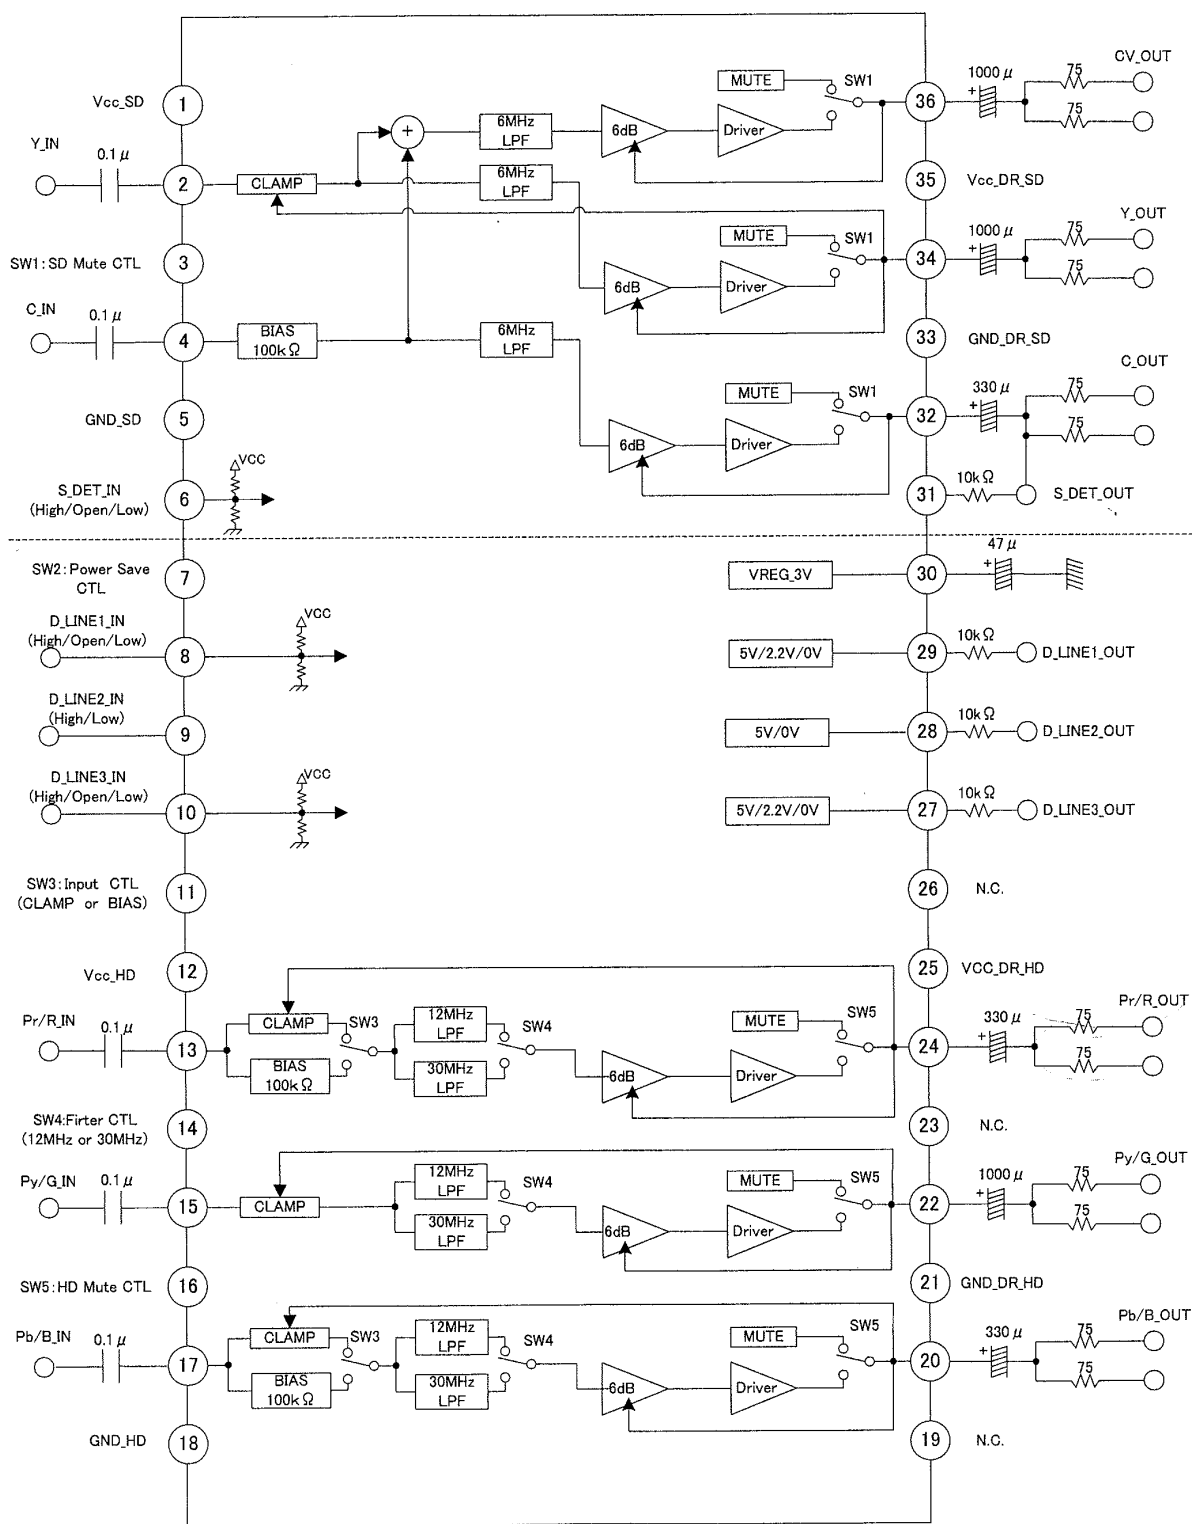 Vcc_SD
1
MUTE
SW1
36
1000μ
+
75
CV_OUT
75
Y_IN
0.1μ
2
CLAMP
+
6MHz
LPF
6dB
Driver
6MHz
LPF
35
Vcc_DR_SD
SW1:SD Mute CTL
3
MUTE
SW1
6dB
Driver
34
1000μ
+
75
Y_OUT
75
C_IN
0.1μ
4
BIAS
100kΩ
6MHz
LPF
33
GND_DR_SD
GND_SD
5
MUTE
SW1
6dB
Driver
32
330μ
+
75
C_OUT
75
S_DET_IN
(High/Open/Low)
6
VCC
31
10kΩ
S_DET_OUT
SW2:Power Save
CTL
7
VREG_3V
30
47μ
+
D_LINE1_IN
(High/Open/Low)
8
VCC
5V/2.2V/0V
29
10kΩ
D_LINE1_OUT
D_LINE2_IN
(High/Low)
9
5V/0V
28
10kΩ
D_LINE2_OUT
D_LINE3_IN
(High/Open/Low)
10
VCC
5V/2.2V/0V
27
10kΩ
D_LINE3_OUT
SW3:Input CTL
(CLAMP or BIAS)
11
26
N.C.
Vcc_HD
12
25
VCC_DR_HD
Pr/R_IN
0.1μ
13
CLAMP
BIAS
100kΩ
SW3
12MHz
LPF
30MHz
LPF
SW4
6dB
Driver
MUTE
SW5
24
330μ
+
75
Pr/R_OUT
75
SW4:Firter CTL
(12MHz or 30MHz)
14
23
N.C.
Py/G_IN
0.1μ
15
CLAMP
12MHz
LPF
30MHz
LPF
SW4
6dB
Driver
MUTE
SW5
22
1000μ
+
75
Py/G_OUT
75
SW5:HD Mute CTL
16
21
GND_DR_HD
Pb/B_IN
0.1μ
17
CLAMP
BIAS
100kΩ
SW3
12MHz
LPF
30MHz
LPF
SW4
6dB
Driver
MUTE
SW5
20
330μ
+
75
Pb/B_OUT
75
GND_HD
18
19
N.C.